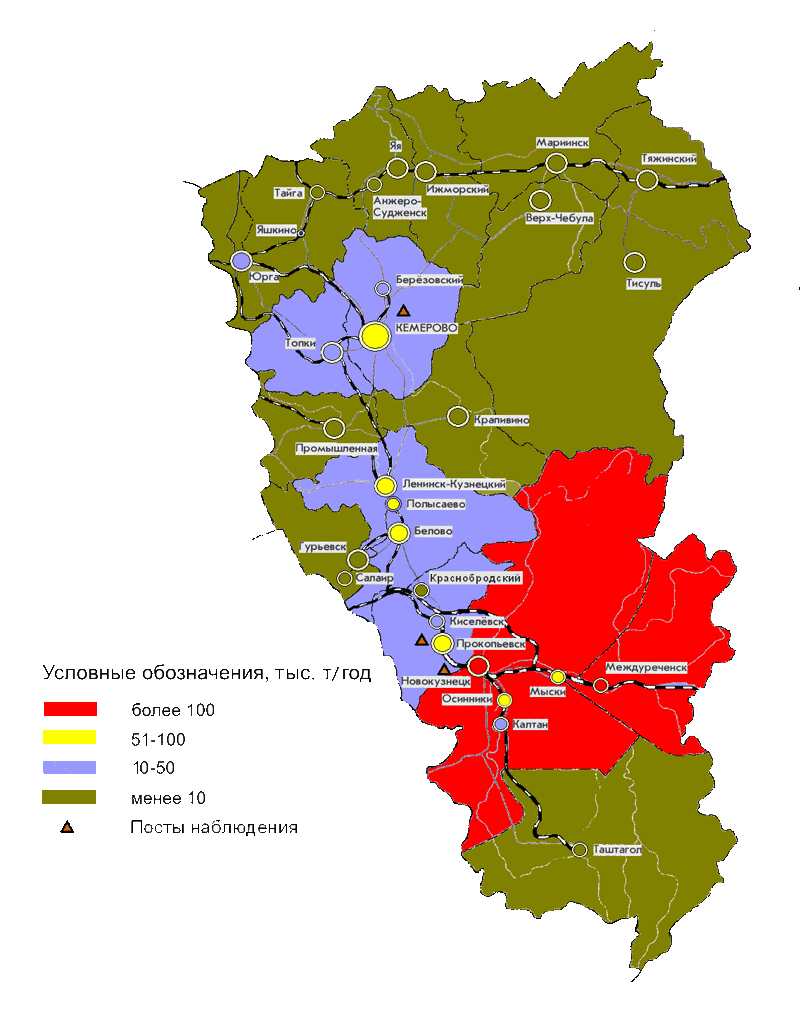 Яя
Мариинск
Тяжинский
Тайга
Ижморский
Анжеро-
Судженск
Верх-Чебула
Яшкино
Юрга
Берёзовский
Тисуль
КЕМЕРОВО
Топки
Крапивино
Промышленная
Ленинск-Кузнецкий
Полысаево
Белово
Гурьевск
Салаир
Краснобродский
Киселёвск
Прокопьевск
Междуреченск
Новокузнецк
Мыски
Осинники
Калтан
Таштагол
Условные обозначения, тыс. т/год
более 100
51-100
10-50
менее 10
Посты наблюдения